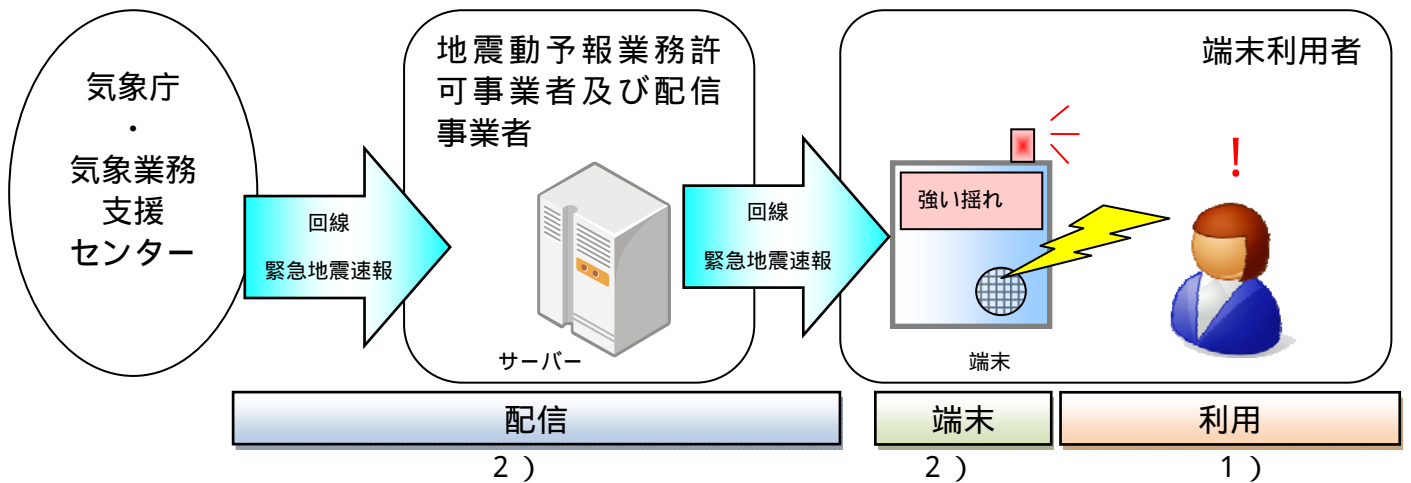 気象庁
・
気象業務
支援
センター
回線
緊急地震速報
地震動予報業務許
可事業者及び配信
事業者
サーバー
回線
緊急地震速報
端末利用者
強い揺れ
!
端末
配信
端末
利用
2）
2）
1）